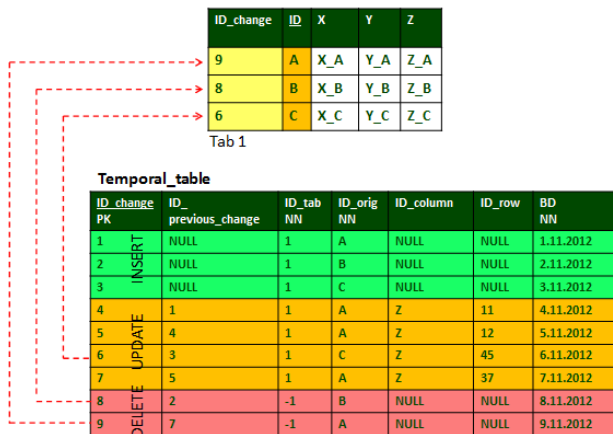 ID_change ID X Y Z
9 A X_A Y_A Z_A
8 B X_B Y_B Z_B
6 C X_C Y_C Z_C
Tab 1
Temporal_table
ID_change ID_ ID_tab ID_orig ID_column ID_row BD
PK previous_change NN NN NN
1 NULL 1 A NULL NULL 1.11.2012
2 NULL 1 B NULL NULL 2.11.2012
3 NULL 1 C NULL NULL 3.11.2012
INSERT
4 1 1 A Z 11 4.11.2012
5 4 1 A Z 12 5.11.2012
6 3 1 C Z 45 6.11.2012
7 5 1 A Z 37 7.11.2012
UPDATE
8 2 -1 B NULL NULL 8.11.2012
9 7 -1 A NULL NULL 9.11.2012
DELETE